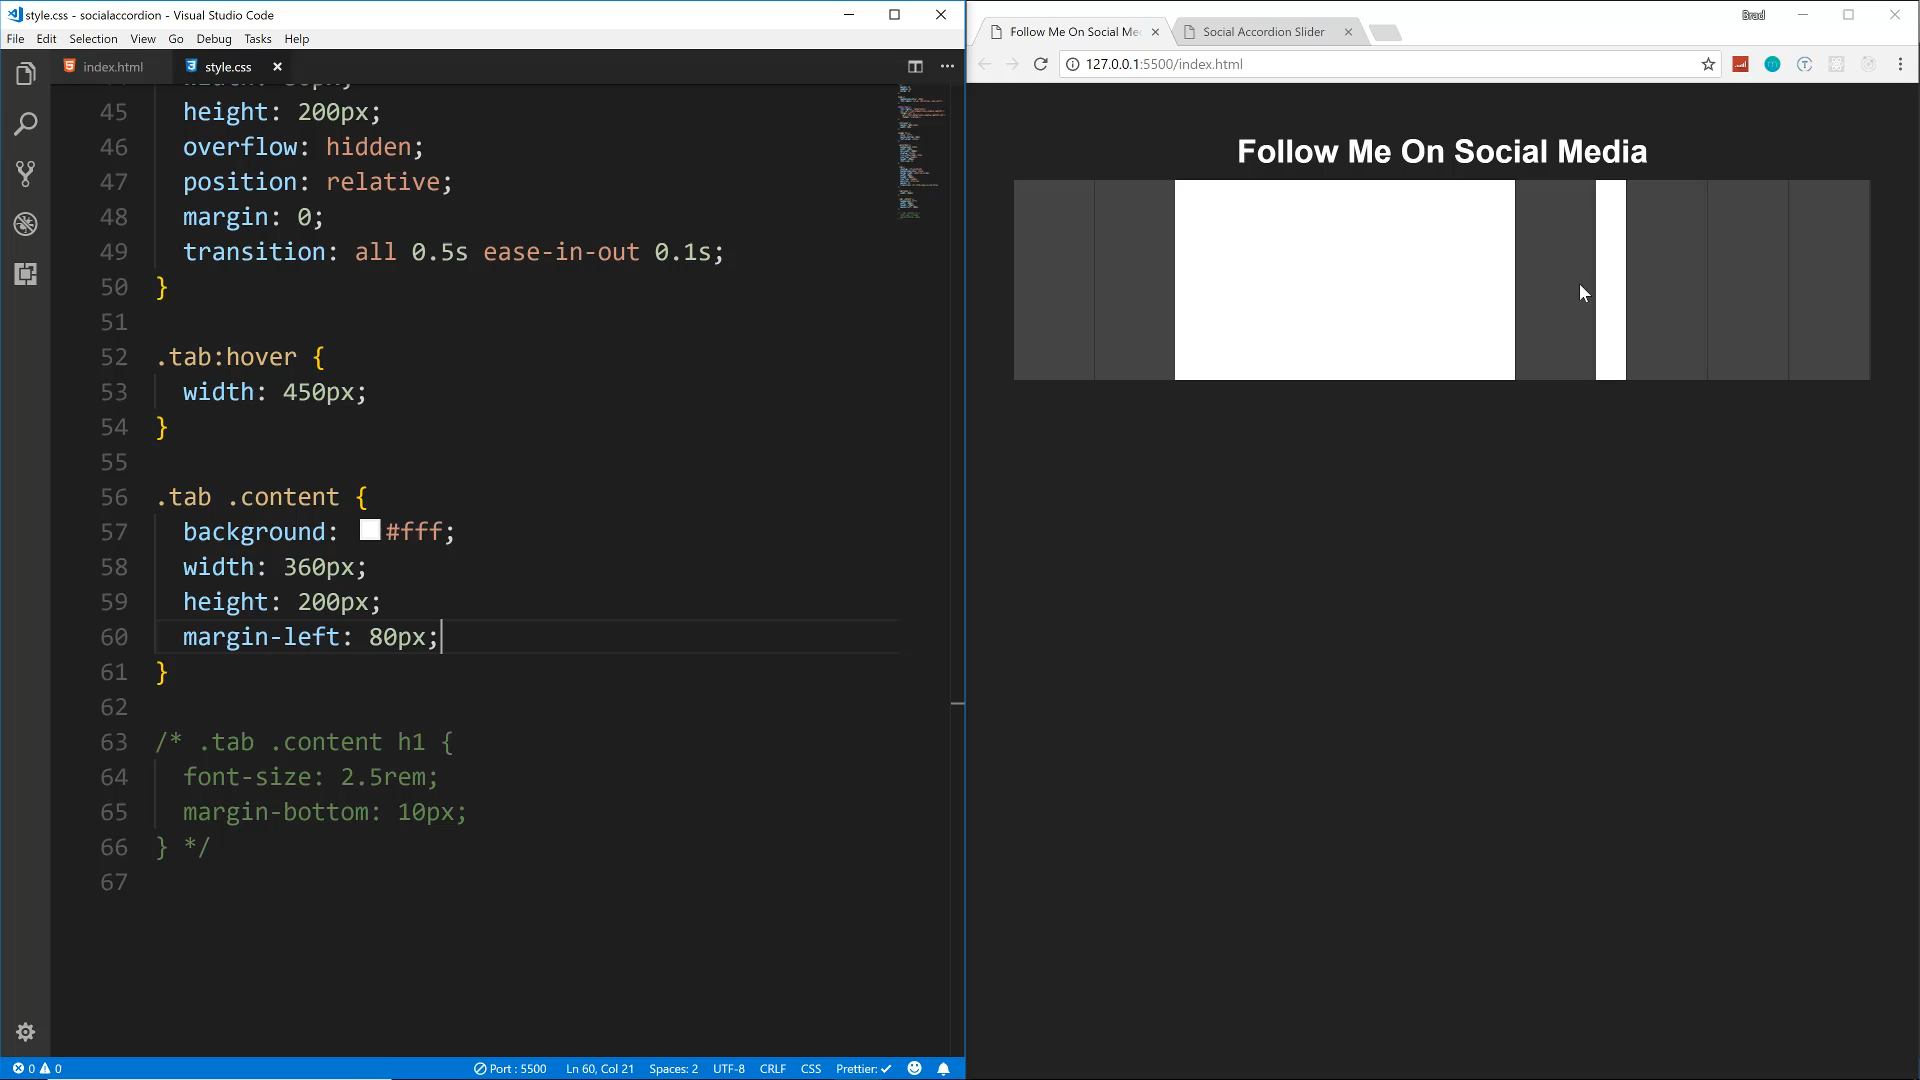 style.css - socialaccordion - Visual Studio Code
File Edit Selection View Go Debug Tasks Help
index.html style.css
45 height: 200px;
46 overflow: hidden;
47 position: relative;
48 margin: 0;
49 transition: all 0.5s ease-in-out 0.1s;
50 }
51
52 .tab:hover {
53 width: 450px;
54 }
55
56 .tab .content {
57 background: #fff;
58 width: 360px;
59 height: 200px;
60 margin-left: 80px;
61 }
62
63 /* .tab .content h1 {
64 font-size: 2.5rem;
65 margin-bottom: 10px;
66 } */
67
0 0 Port : 5500 Ln 60, Col 21 Spaces: 2 UTF-8 CRLF CSS Prettier: ✓
Brad
Follow Me On Social Me Social Accordion Slider
127.0.0.1:5500/index.html
Follow Me On Social Media